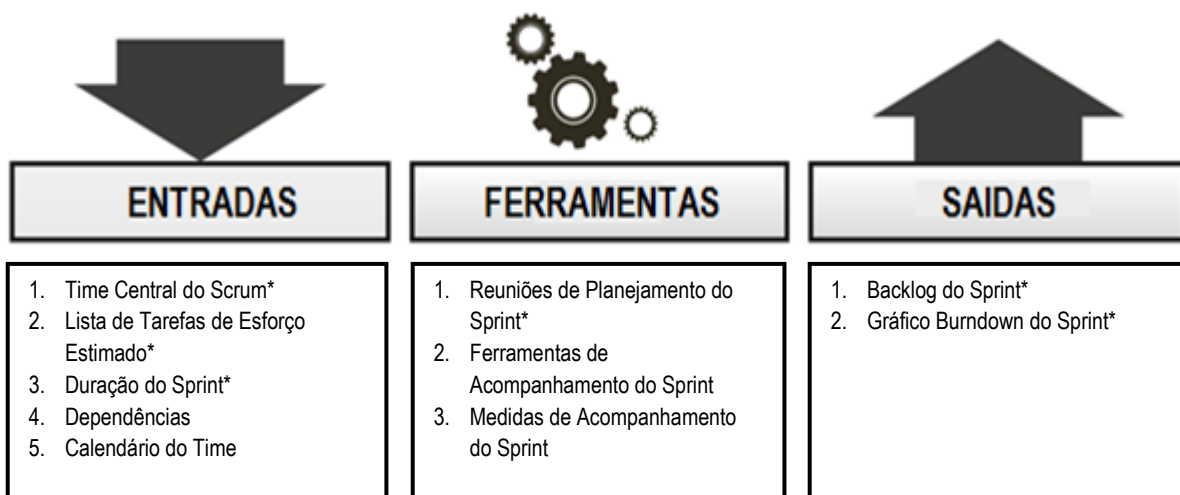 ENTRADAS
1. Time Central do Scrum*
2. Lista de Tarefas de Esforço
Estimado*
3. Duração do Sprint*
4. Dependências
5. Calendário do Time
FERRAMENTAS
1. Reuniões de Planejamento do
Sprint*
2. Ferramentas de
Acompanhamento do Sprint
3. Medidas de Acompanhamento
do Sprint
SAIDAS
1. Backlog do Sprint*
2. Gráfico Burndown do Sprint*